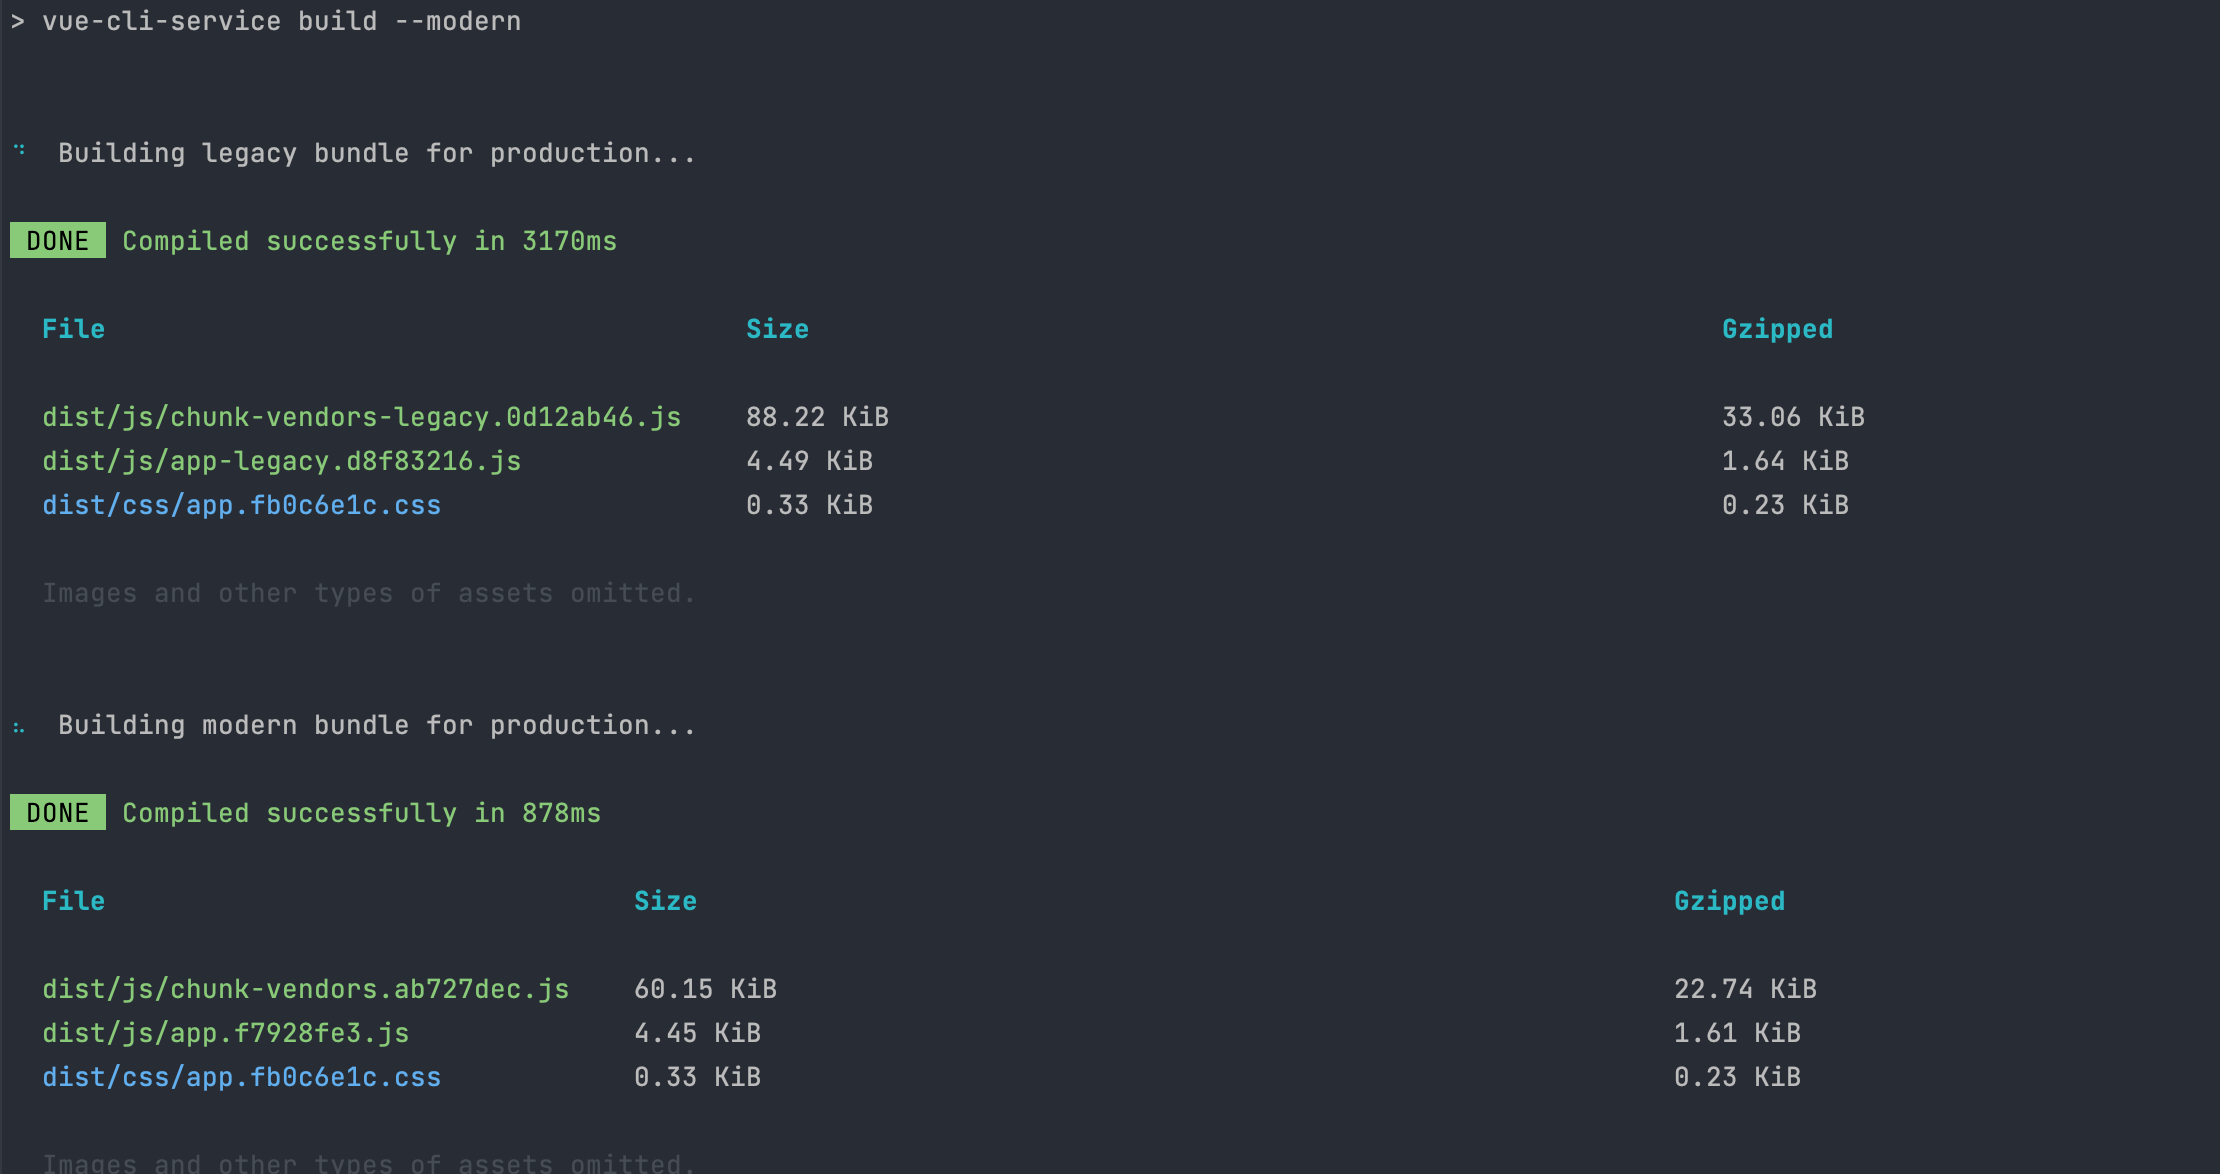 > vue-cli-service build --modern
Building legacy bundle for production...
DONE Compiled successfully in 3170ms
File Size Gzipped
dist/js/chunk-vendors-legacy.0d12ab46.js 88.22 KiB 33.06 KiB
dist/js/app-legacy.d8f83216.js 4.49 KiB 1.64 KiB
dist/css/app.fb0c6e1c.css 0.33 KiB 0.23 KiB
Images and other types of assets omitted.
Building modern bundle for production...
DONE Compiled successfully in 878ms
File Size Gzipped
dist/js/chunk-vendors.ab727dec.js 60.15 KiB 22.74 KiB
dist/js/app.f7928fe3.js 4.45 KiB 1.61 KiB
dist/css/app.fb0c6e1c.css 0.33 KiB 0.23 KiB
Images and other types of assets omitted.